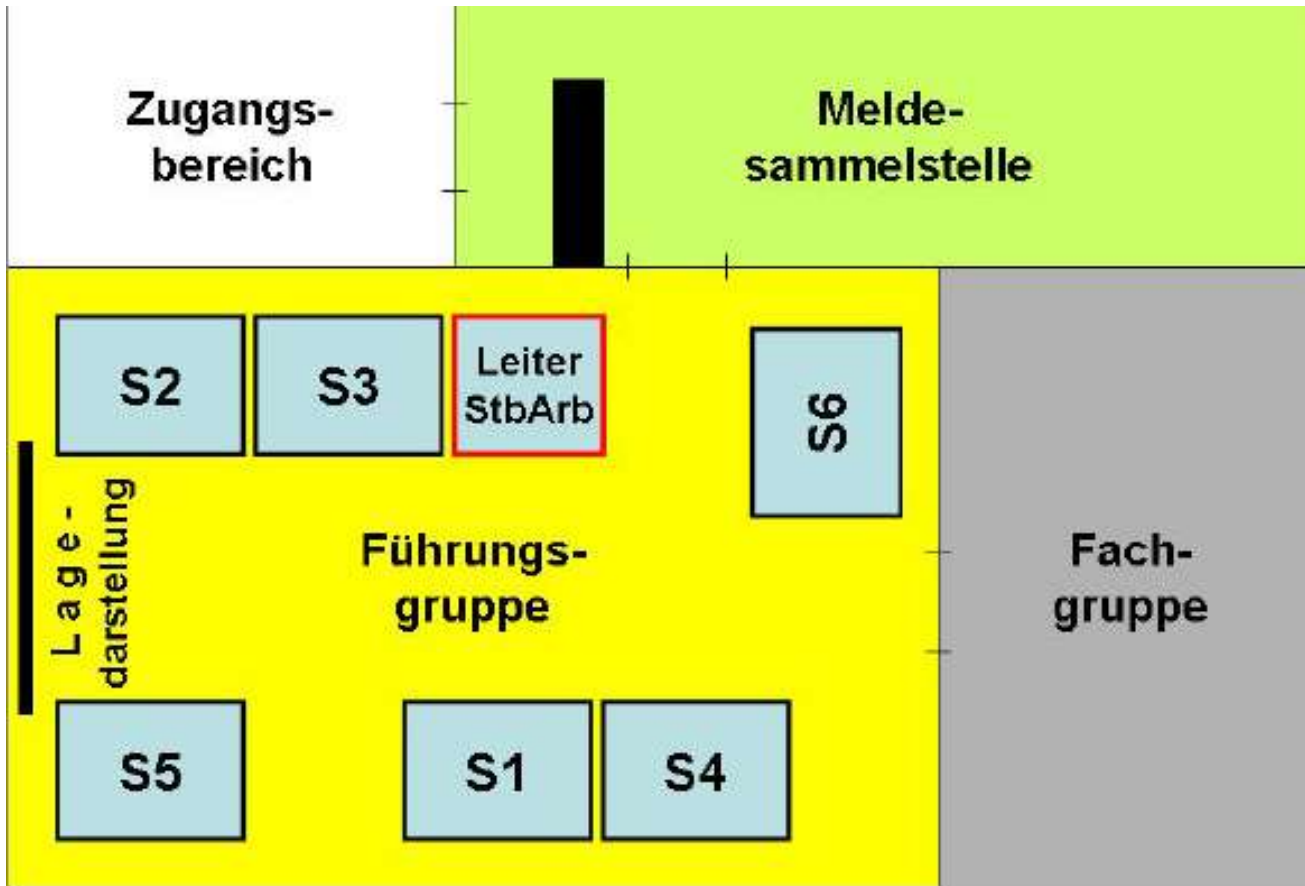 Zugangs-
bereich
Melde-
sammelstelle
S2
S3
Leiter
StbArb
S6
Lage-
darstellung
Führungs-
gruppe
Fach-
gruppe
S5
S1
S4